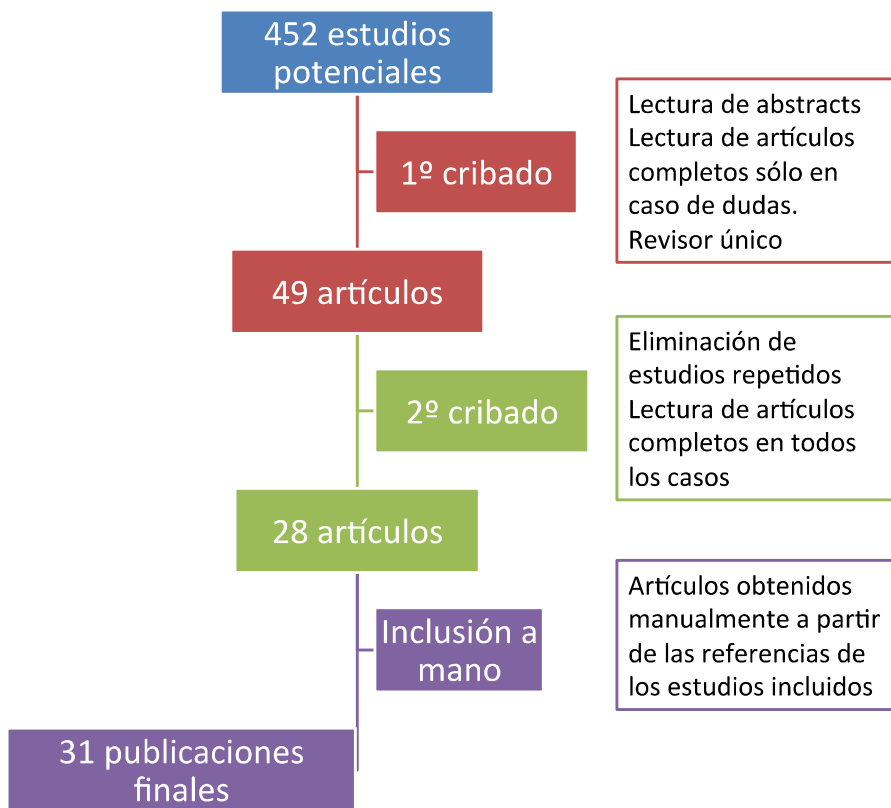 452 estudios
potenciales
1º cribado
Lectura de abstracts
Lectura de artículos
completos sólo en
caso de dudas.
Revisor único
49 artículos
2º cribado
Eliminación de
estudios repetidos
Lectura de artículos
completos en todos
los casos
28 artículos
Inclusión a
mano
Artículos obtenidos
manualmente a partir
de las referencias de
los estudios incluidos
31 publicaciones
finales